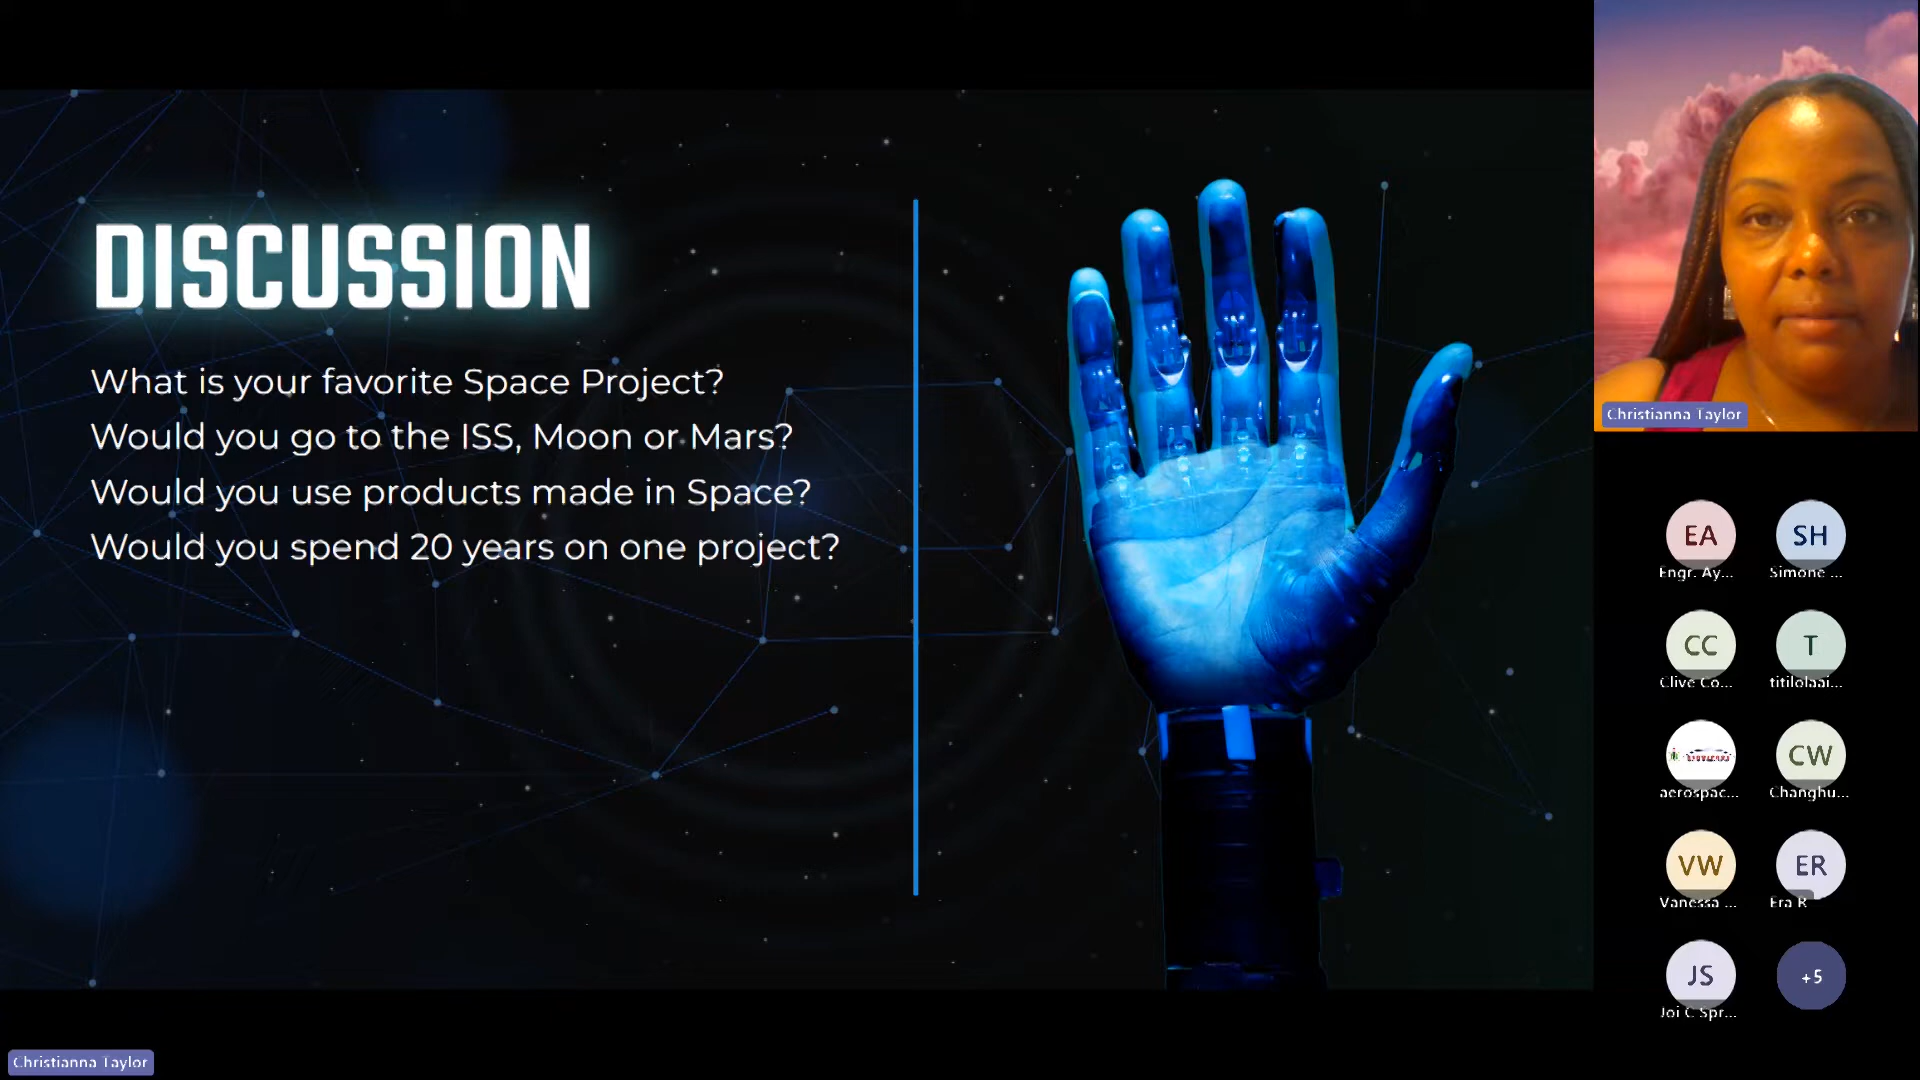 DISCUSSION
What is your favorite Space Project?
Would you go to the ISS, Moon or Mars?
Would you use products made in Space?
Would you spend 20 years on one project?
Christianna Taylor
EA
SH
Engr. Ay...
Simone ...
CC
T
Clive Co...
titilolaai...
CW
aerospac...
Changhu...
VW
ER
Vanessa ...
Era R
JS
+5
Joi C Spr...
Christianna Taylor